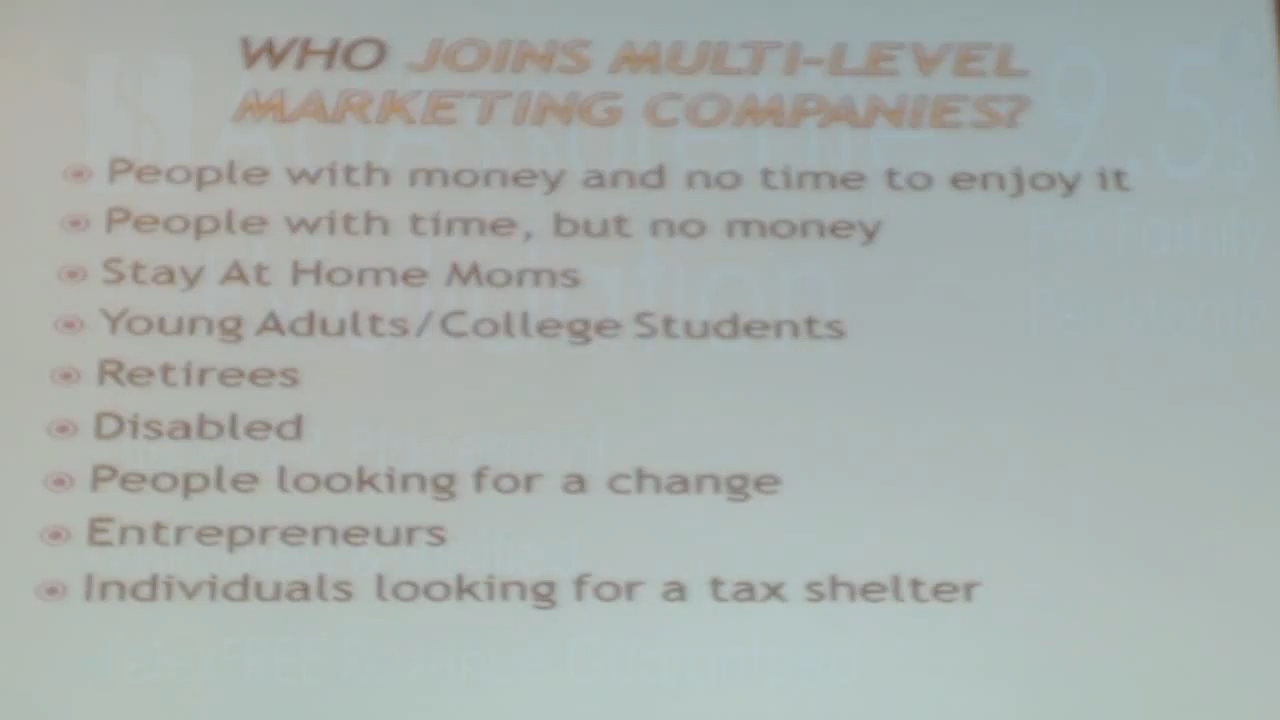 WHO JOINS MULTI-LEVEL
MARKETING COMPANIES?
People with money and no time to enjoy it
People with time, but no money
Stay At Home Moms
Young Adults/College Students
Retirees
Disabled
People looking for a change
Entrepreneurs
Individuals looking for a tax shelter
9.5